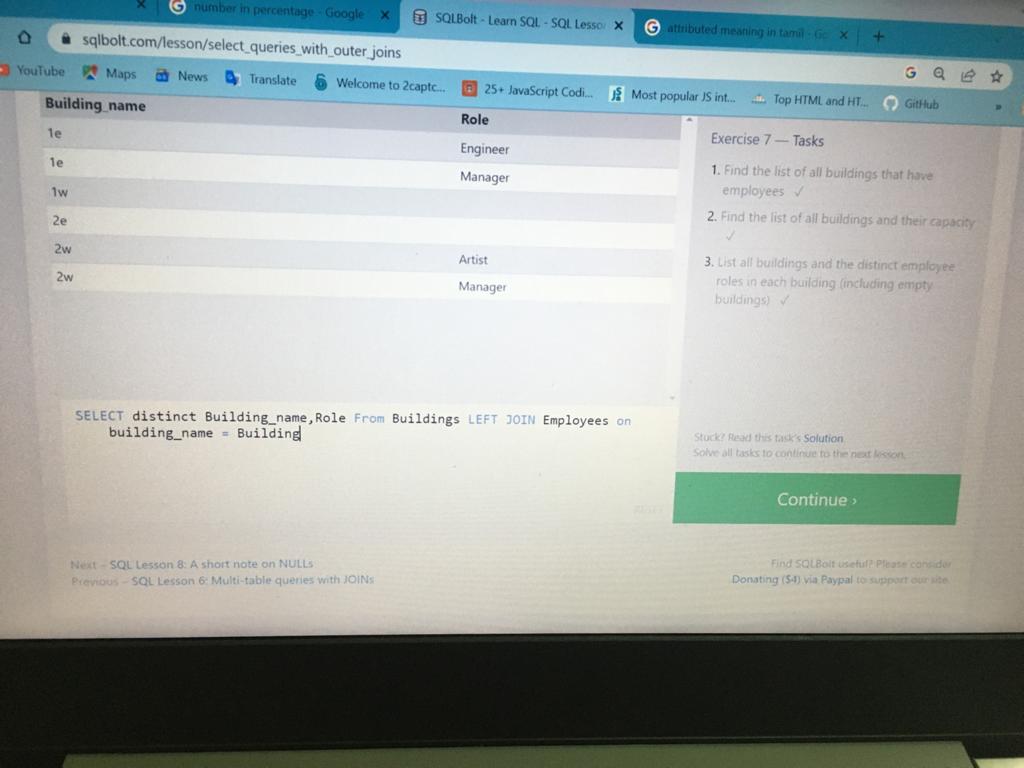 number in percentage - Google
SQLBolt - Learn SQL - SQL Lesso
attributed meaning in tamil - Go
sqlbolt.com/lesson/select_queries_with_outer_joins
YouTube
Maps
News
Translate
Welcome to 2captc...
25+ JavaScript Codi...
Most popular JS int...
Top HTML and HT...
GitHub
Building_name Role
1e Engineer
1e Manager
1w
2e
2w Artist
2w Manager
Exercise 7 — Tasks
1. Find the list of all buildings that have
employees ✓
2. Find the list of all buildings and their capacity
✓
3. List all buildings and the distinct employee
roles in each building (including empty
buildings) ✓
SELECT distinct Building_name,Role From Buildings LEFT JOIN Employees on
building_name = Building
Stuck? Read this task's Solution.
Solve all tasks to continue to the next lesson.
Continue ›
Next – SQL Lesson 8: A short note on NULLs
Previous – SQL Lesson 6: Multi-table queries with JOINs
Find SQLBolt useful? Please consider
Donating ($4) via Paypal to support our site.